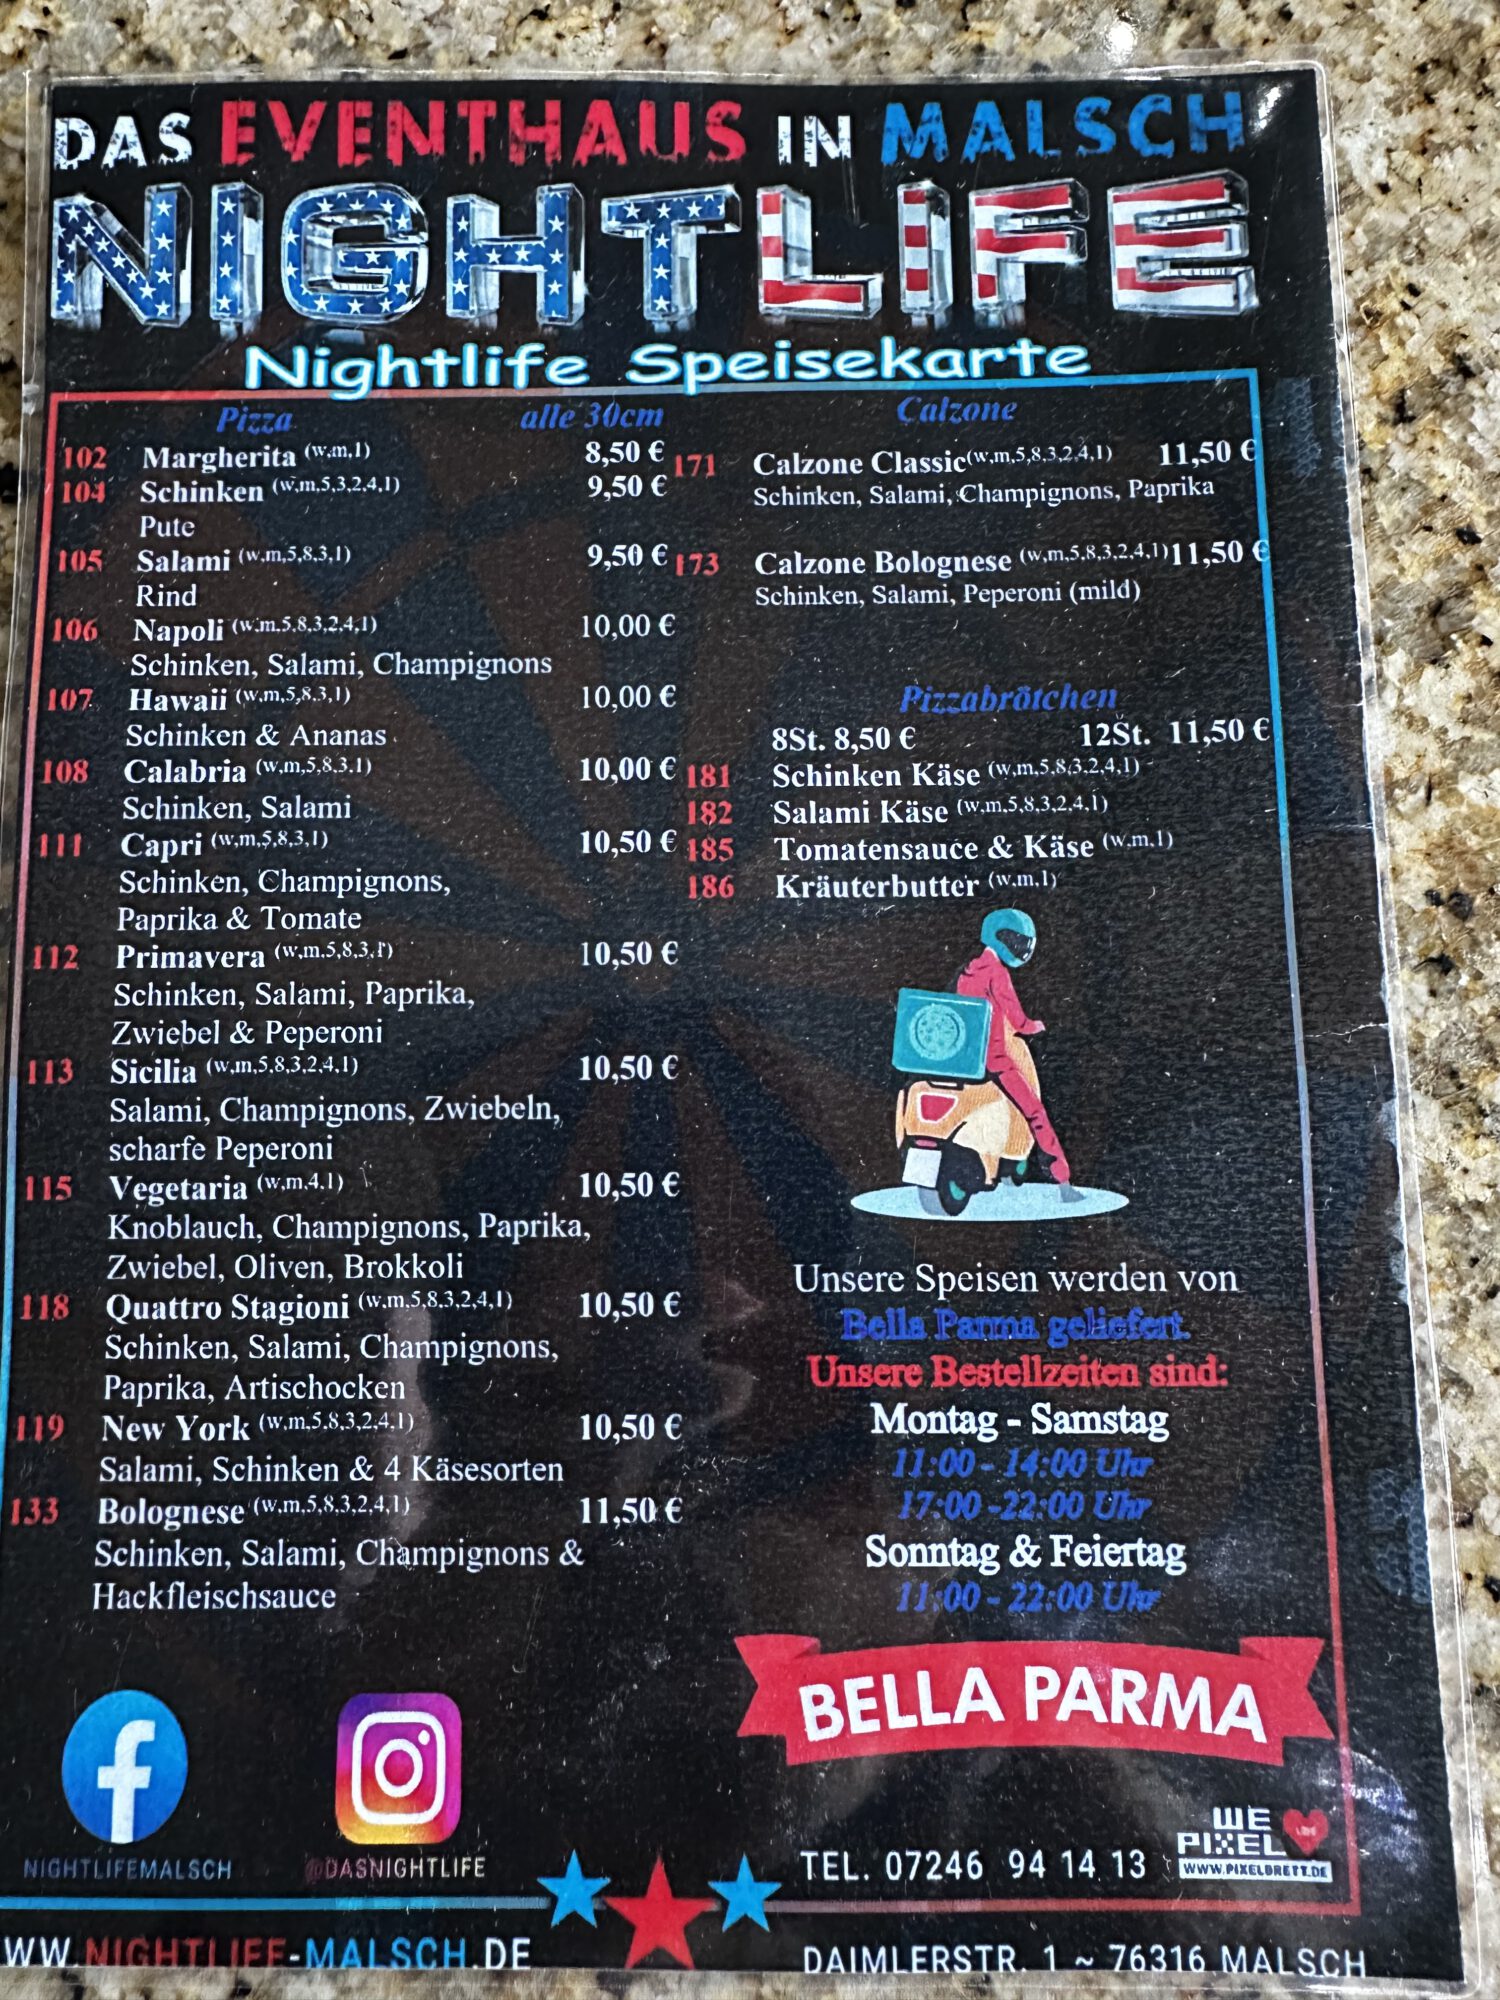 DAS EVENTHAUS IN MALSCH
NIGHTLIFE
Nightlife Speisekarte
Pizza alle 30cm
102 Margherita (w,m,1) 8,50 €
104 Schinken (w,m,5,3,2,4,1) 9,50 €
Pute
105 Salami (w,m,5,8,3,1) 9,50 €
Rind
106 Napoli (w,m,5,8,3,2,4,1) 10,00 €
Schinken, Salami, Champignons
107 Hawaii (w,m,5,8,3,1) 10,00 €
Schinken & Ananas
108 Calabria (w,m,5,8,3,1) 10,00 €
Schinken, Salami
111 Capri (w,m,5,8,3,1) 10,50 €
Schinken, Champignons,
Paprika & Tomate
112 Primavera (w,m,5,8,3,1) 10,50 €
Schinken, Salami, Paprika,
Zwiebel & Peperoni
113 Sicilia (w,m,5,8,3,2,4,1) 10,50 €
Salami, Champignons, Zwiebeln,
scharfe Peperoni
115 Vegetaria (w,m,4,1) 10,50 €
Knoblauch, Champignons, Paprika,
Zwiebel, Oliven, Brokkoli
118 Quattro Stagioni (w,m,5,8,3,2,4,1) 10,50 €
Schinken, Salami, Champignons,
Paprika, Artischocken
119 New York (w,m,5,8,3,2,4,1) 10,50 €
Salami, Schinken & 4 Käsesorten
133 Bolognese (w,m,5,8,3,2,4,1) 11,50 €
Schinken, Salami, Champignons &
Hackfleischsauce
Calzone
171 Calzone Classic(w,m,5,8,3,2,4,1) 11,50 €
Schinken, Salami, Champignons, Paprika
173 Calzone Bolognese (w,m,5,8,3,2,4,1) 11,50 €
Schinken, Salami, Peperoni (mild)
Pizzabrötchen
8St. 8,50 € 12St. 11,50 €
181 Schinken Käse (w,m,5,8,3,2,4,1)
182 Salami Käse (w,m,5,8,3,2,4,1)
185 Tomatensauce & Käse (w,m,1)
186 Kräuterbutter (w,m,1)
Unsere Speisen werden von
Bella Parma geliefert.
Unsere Bestellzeiten sind:
Montag - Samstag
11:00 - 14:00 Uhr
17:00 -22:00 Uhr
Sonntag & Feiertag
11:00 - 22:00 Uhr
BELLA PARMA
NIGHTLIFEMALSCH
@DASNIGHTLIFE
TEL. 07246 94 14 13
WE
PIXEL
WWW.PIXELBRETT.DE
WW.NIGHTLIFE-MALSCH.DE
DAIMLERSTR. 1 ~ 76316 MALSCH